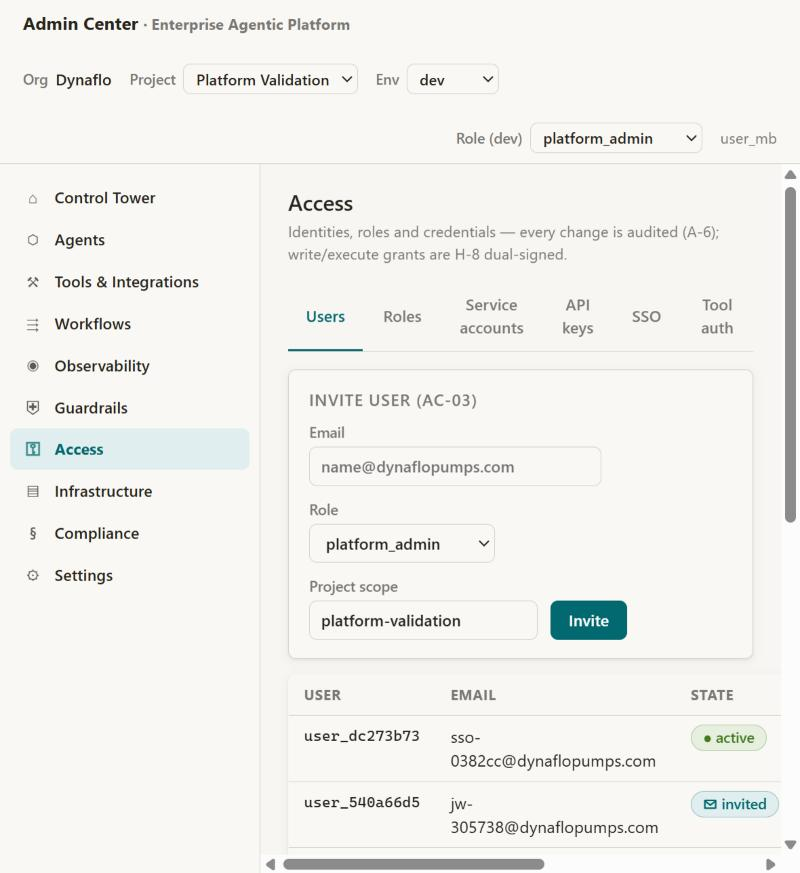 Admin Center · Enterprise Agentic Platform
Org Dynaflo Project Platform Validation Env dev
Role (dev) platform_admin user_mb
Control Tower
Agents
Tools & Integrations
Workflows
Observability
Guardrails
Access
Infrastructure
§ Compliance
Settings
Access
Identities, roles and credentials — every change is audited (A-6);
write/execute grants are H-8 dual-signed.
Users
Roles
Service
accounts
API
keys
SSO
Tool
auth
INVITE USER (AC-03)
Email
name@dynaflopumps.com
Role
platform_admin
Project scope
platform-validation Invite
USER EMAIL STATE
user_dc273b73 sso- active
0382cc@dynaflopumps.com
user_540a66d5 jw- invited
305738@dynaflopumps.com